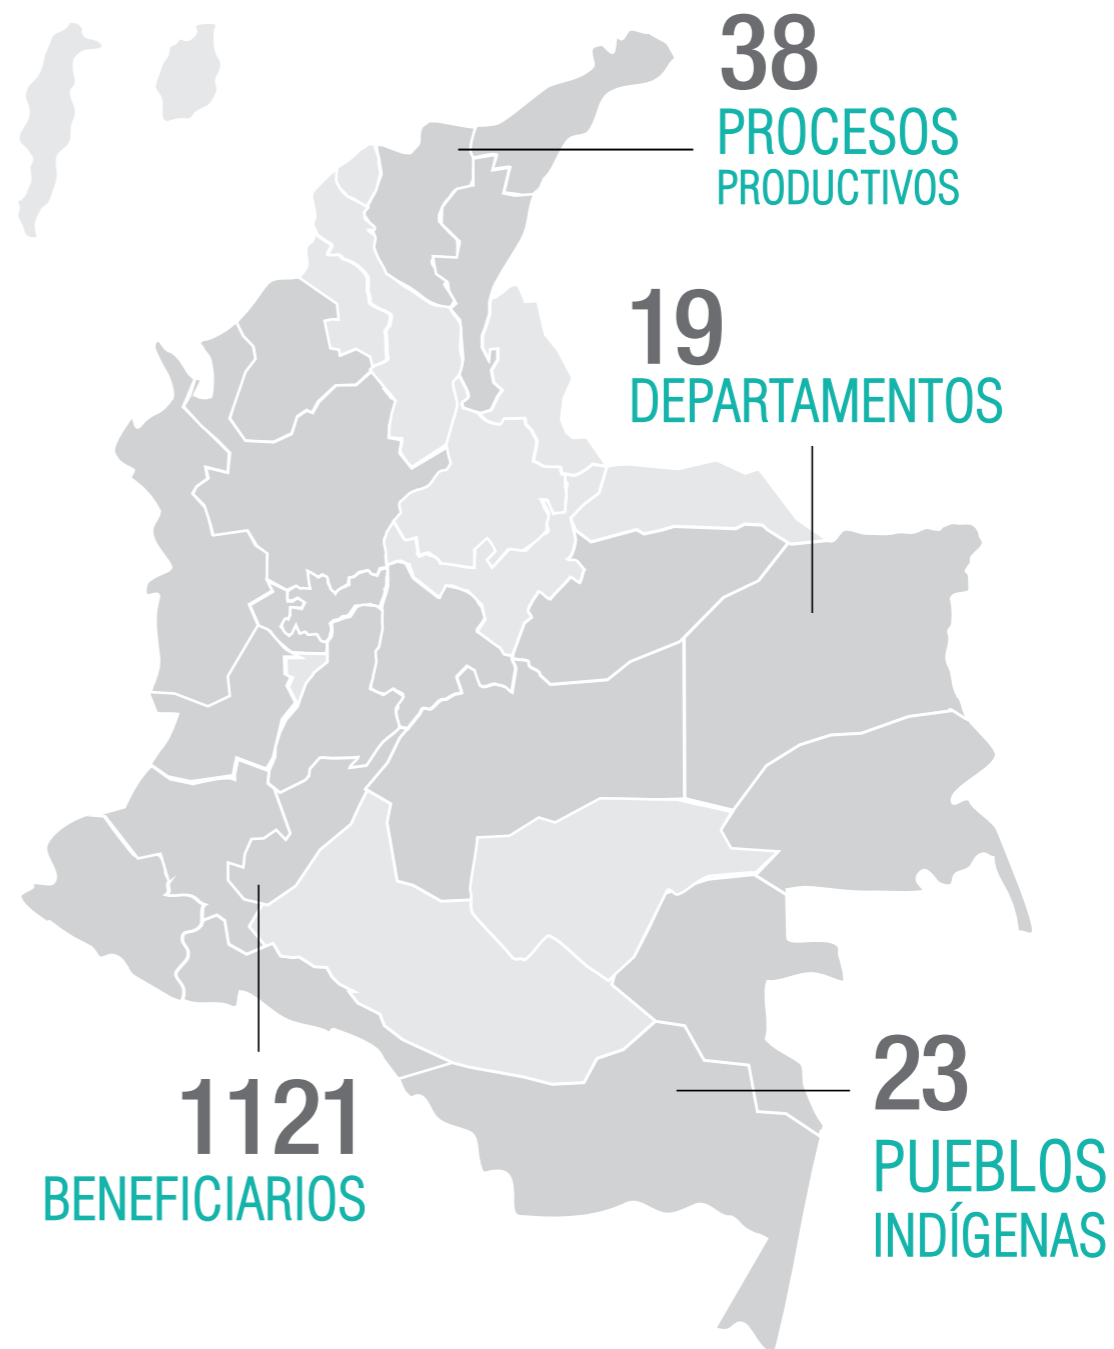 38
PROCESOS
PRODUCTIVOS
19
DEPARTAMENTOS
1121
BENEFICIARIOS
23
PUEBLOS
INDÍGENAS